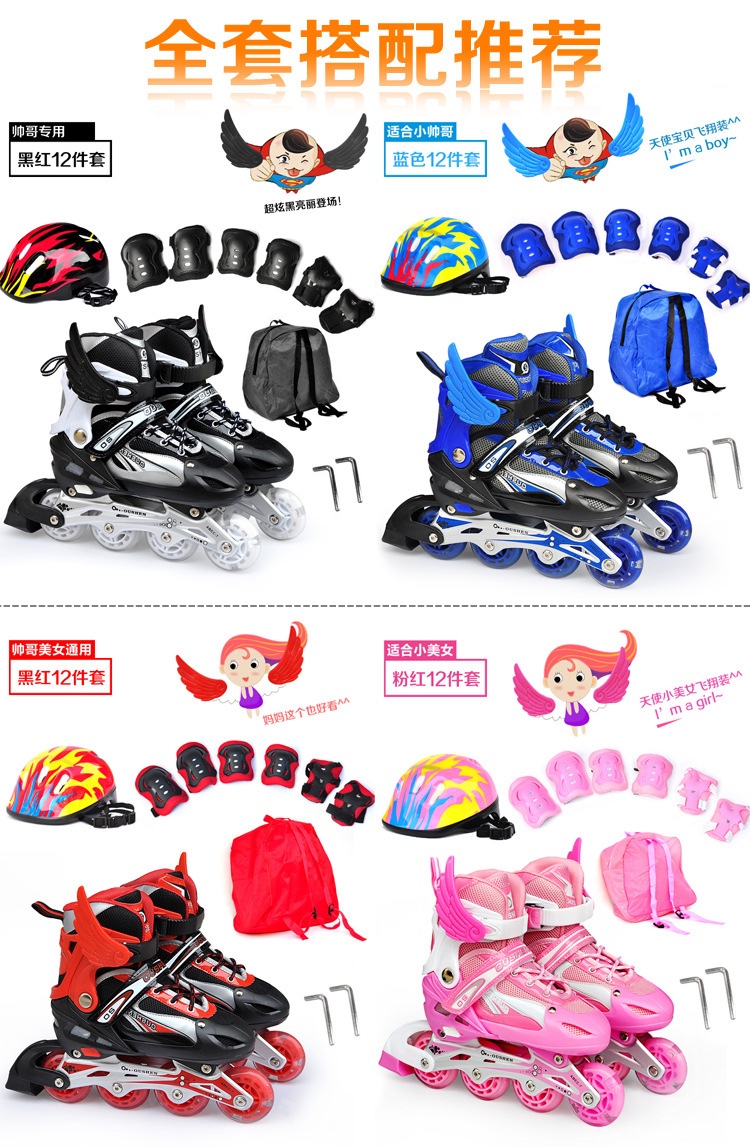 全套搭配推荐
帅哥专用
黑红12件套
超炫黑亮丽登场!
适合小帅哥
蓝色12件套
天使宝贝飞翔装^^
I'm a boy~
帅哥美女通用
黑红12件套
妈妈这个也好看^^
适合小美女
粉红12件套
天使小美女飞翔装^^
I'm a girl~